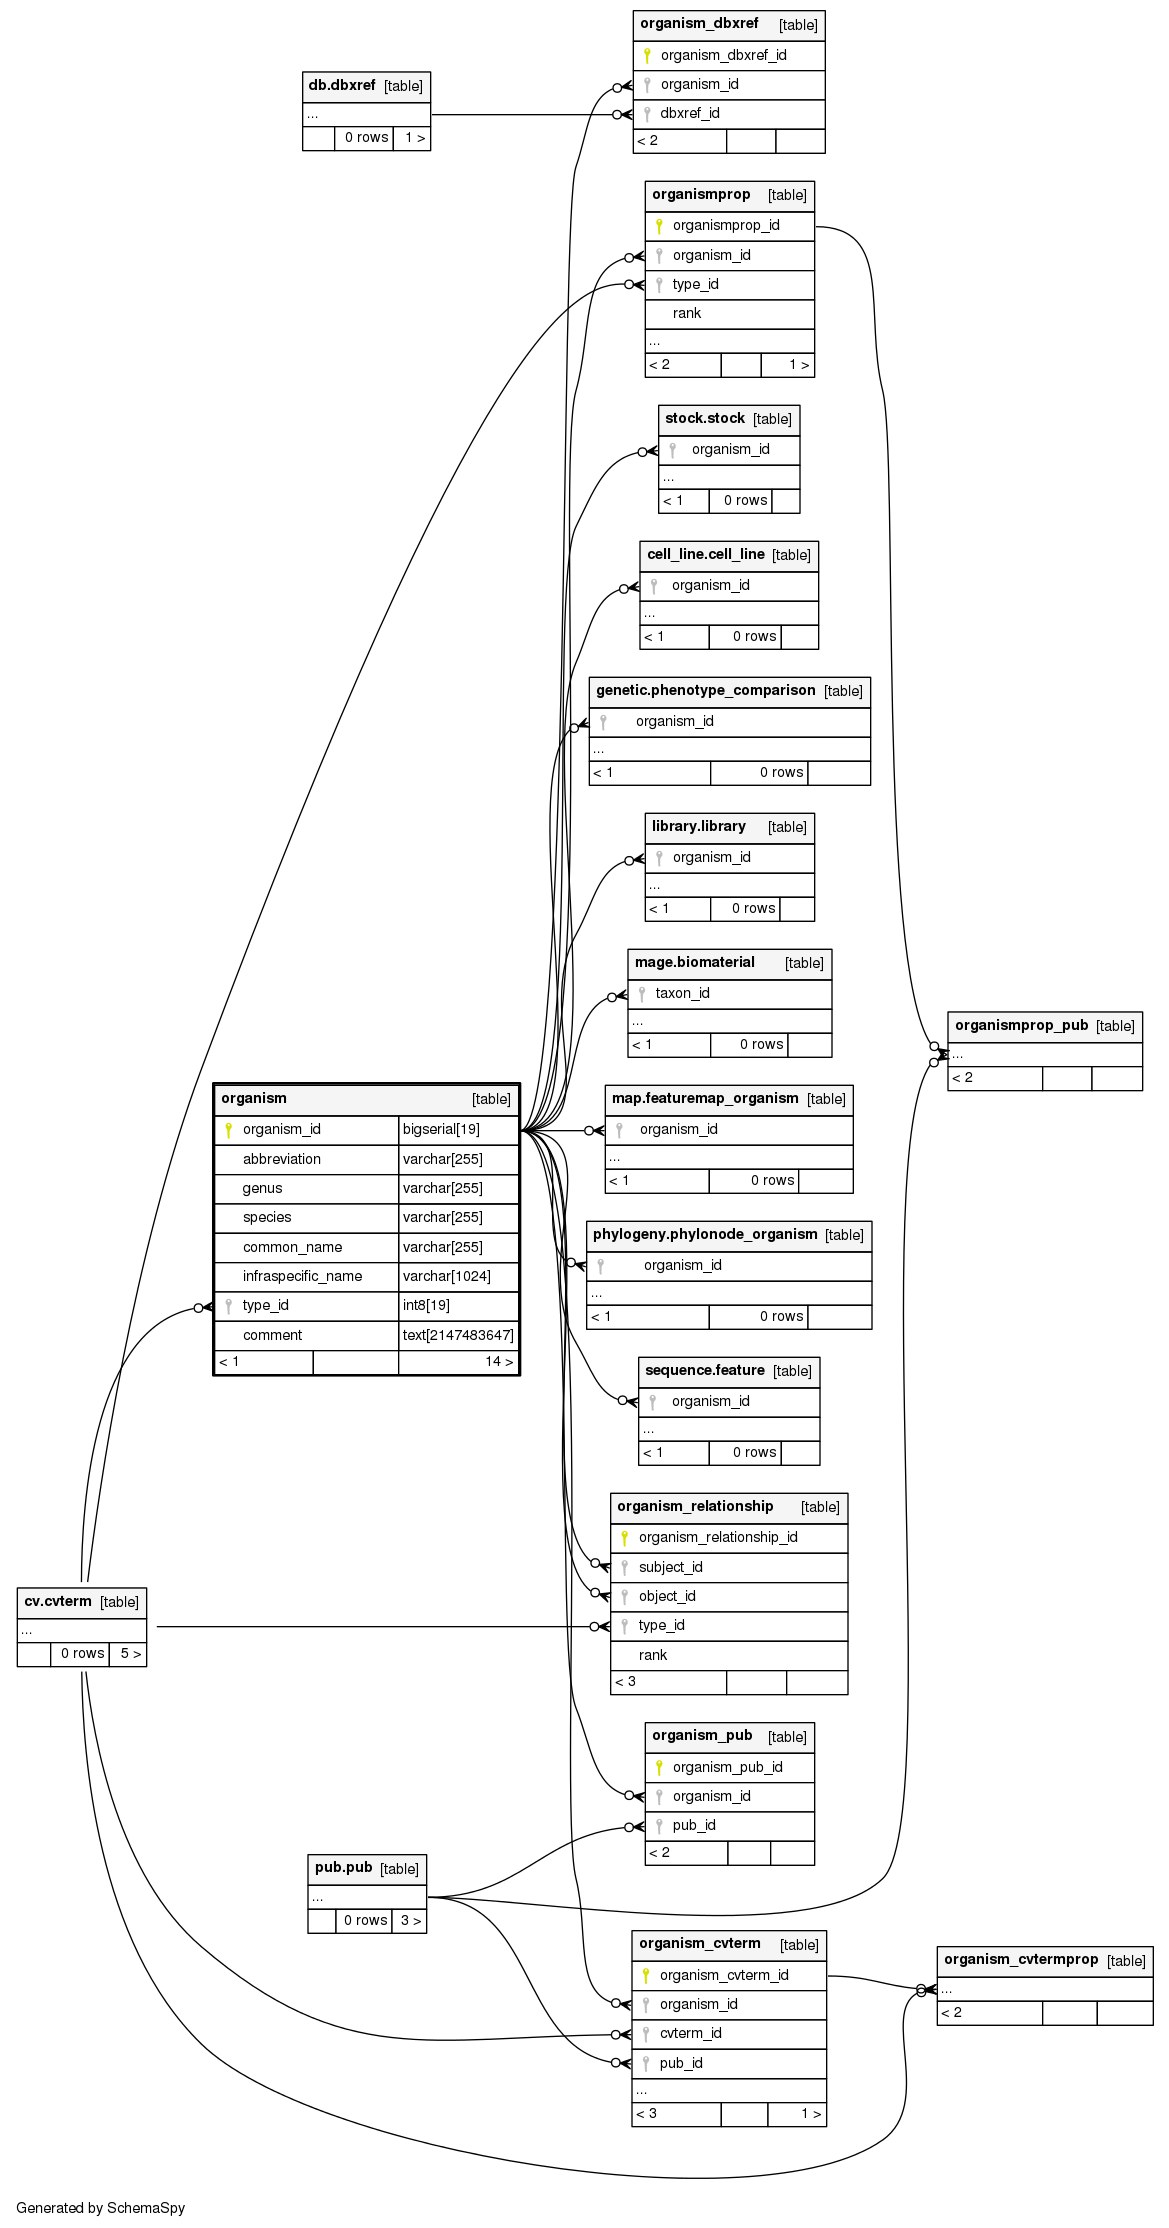 organism_dbxref [table]
organism_dbxref_id
organism_id
dbxref_id
< 2
db.dbxref [table]
...
0 rows 1 >
organismprop [table]
organismprop_id
organism_id
type_id
rank
...
< 2 1 >
stock.stock [table]
organism_id
...
< 1 0 rows
cell_line.cell_line [table]
organism_id
...
< 1 0 rows
genetic.phenotype_comparison [table]
organism_id
...
< 1 0 rows
library.library [table]
organism_id
...
< 1 0 rows
mage.biomaterial [table]
taxon_id
...
< 1 0 rows
organismprop_pub [table]
...
< 2
organism [table]
organism_id bigserial[19]
abbreviation varchar[255]
genus varchar[255]
species varchar[255]
common_name varchar[255]
infraspecific_name varchar[1024]
type_id int8[19]
comment text[2147483647]
< 1 14 >
map.featuremap_organism [table]
organism_id
...
< 1 0 rows
phylogeny.phylonode_organism [table]
organism_id
...
< 1 0 rows
sequence.feature [table]
organism_id
...
< 1 0 rows
organism_relationship [table]
organism_relationship_id
subject_id
object_id
type_id
rank
< 3
cv.cvterm [table]
...
0 rows 5 >
organism_pub [table]
organism_pub_id
organism_id
pub_id
< 2
pub.pub [table]
...
0 rows 3 >
organism_cvterm [table]
organism_cvterm_id
organism_id
cvterm_id
pub_id
...
< 3 1 >
organism_cvtermprop [table]
...
< 2
Generated by SchemaSpy